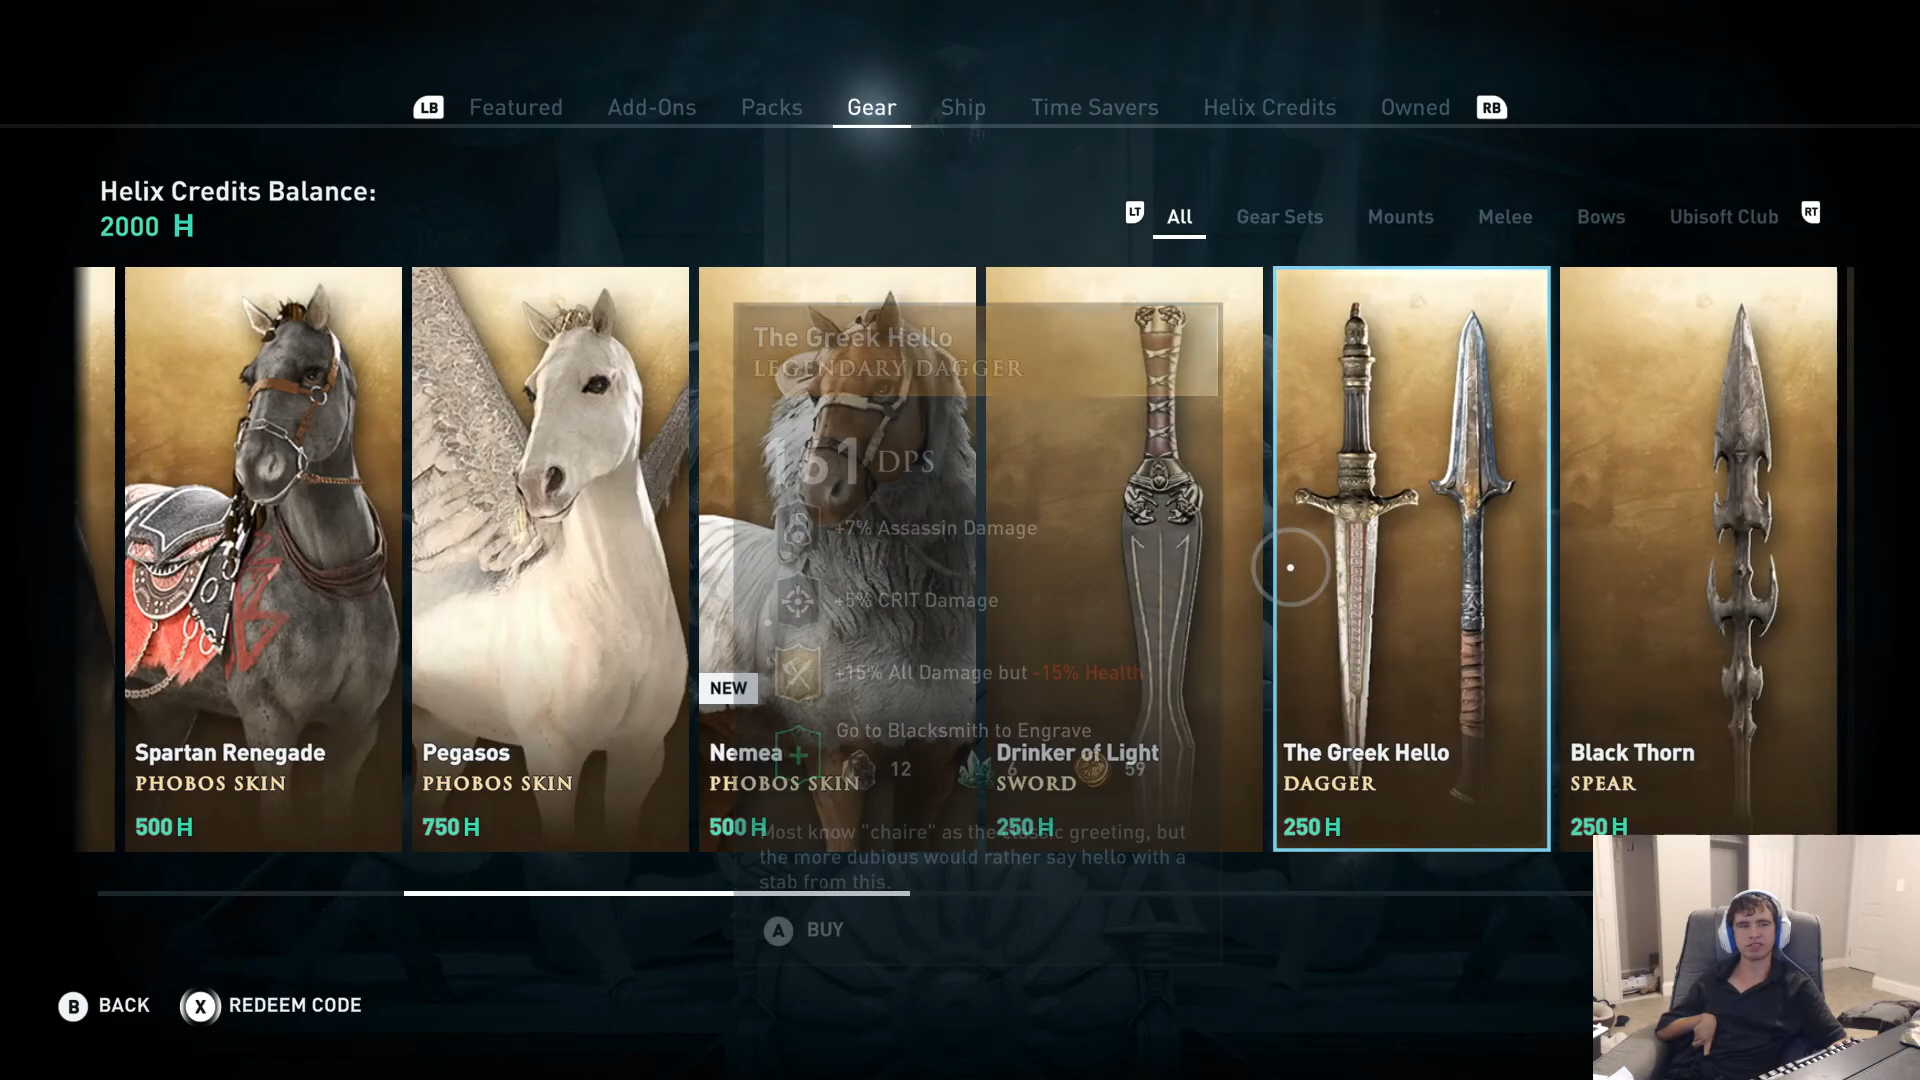 LB Featured Add-Ons Packs Gear Ship Time Savers Helix Credits Owned RB
Helix Credits Balance:
2000 H
LT All Gear Sets Mounts Melee Bows Ubisoft Club RT
The Greek Hello
LEGENDARY DAGGER
161 DPS
+7% Assassin Damage
+5% CRIT Damage
+15% All Damage but -15% Health
Go to Blacksmith to Engrave
12 6 59
Most know "chaire" as the classic greeting, but
the more dubious would rather say hello with a
stab from this.
A BUY
Spartan Renegade
PHOBOS SKIN
500 H
Pegasos
PHOBOS SKIN
750 H
NEW
Nemea
PHOBOS SKIN
500 H
Drinker of Light
SWORD
250 H
The Greek Hello
DAGGER
250 H
Black Thorn
SPEAR
250 H
B BACK X REDEEM CODE